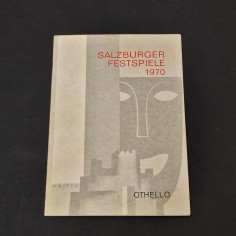 SALZBURGER
FESTSPIELE
1970
OTHELLO